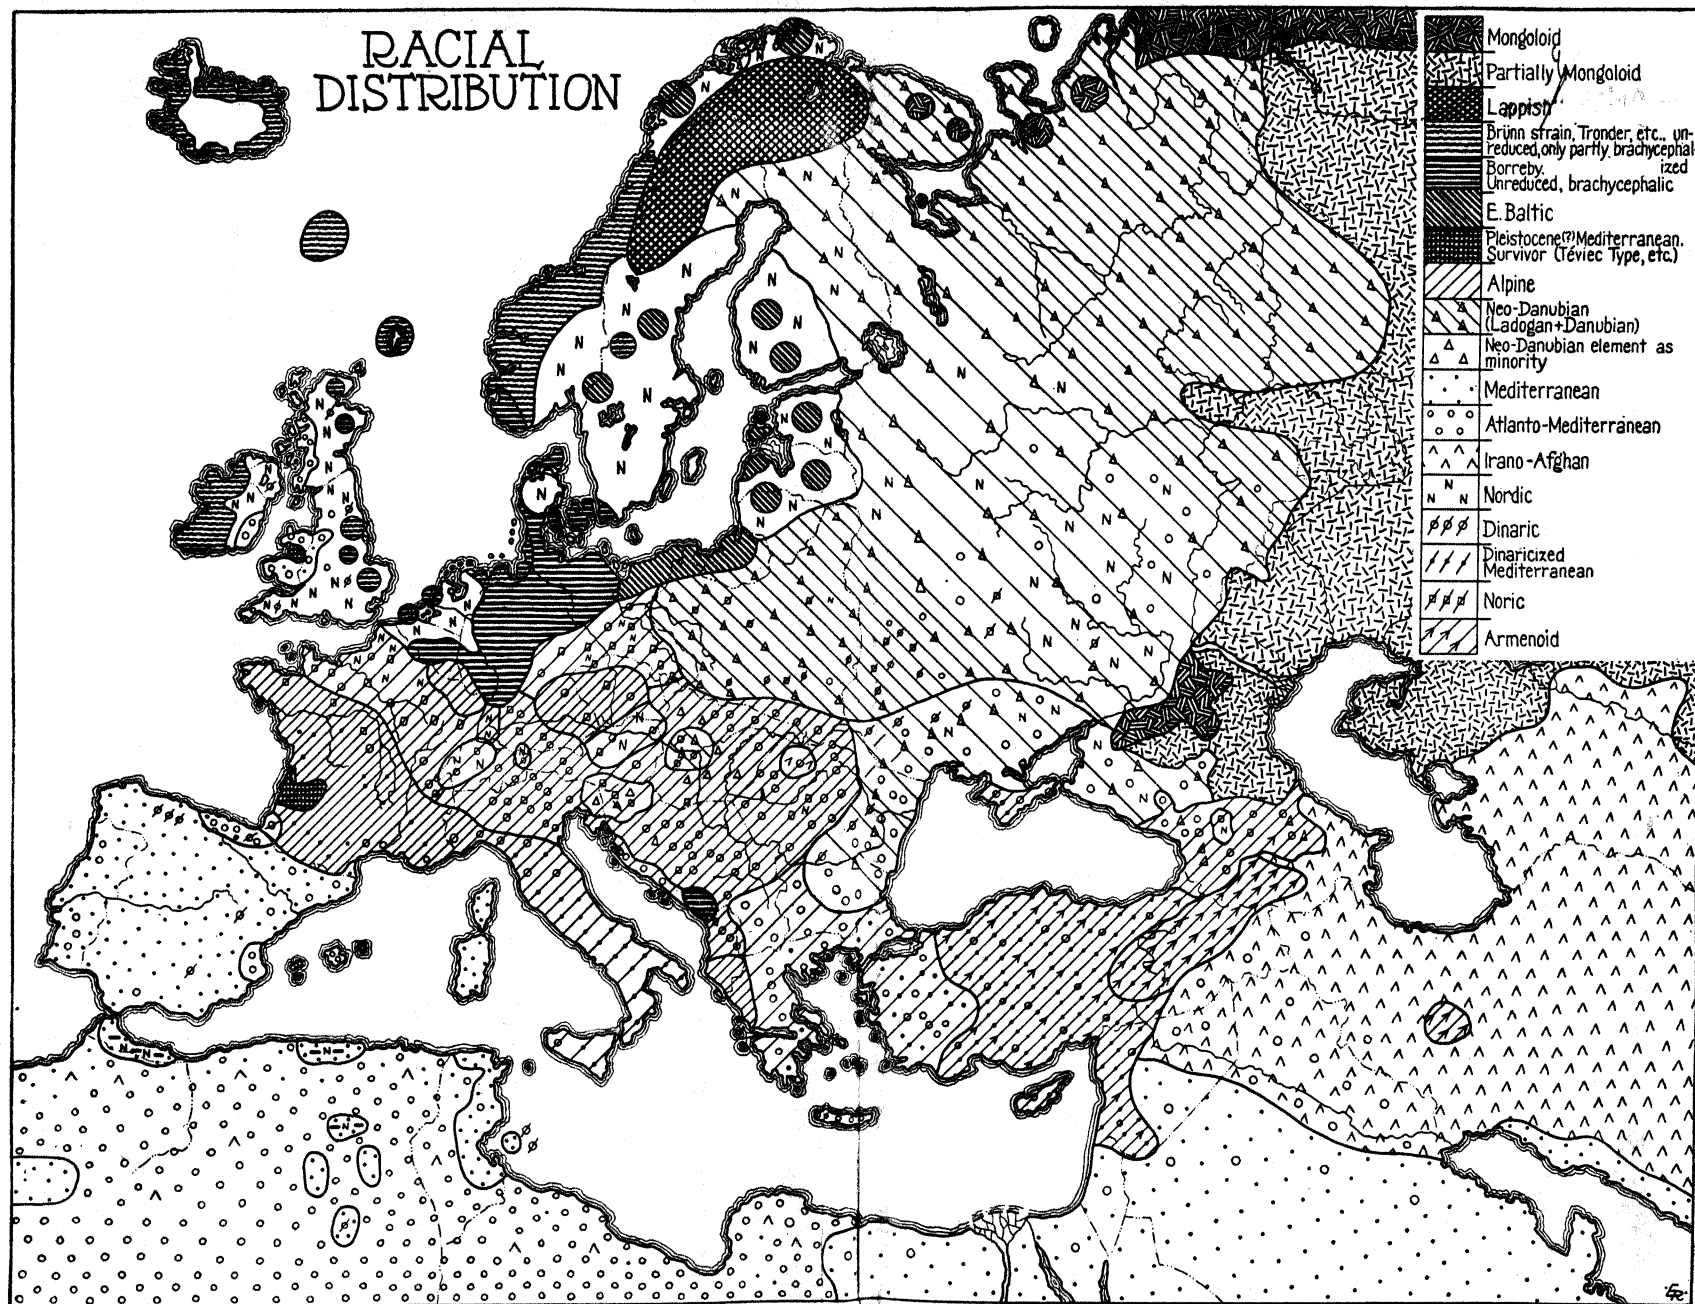 RACIAL
DISTRIBUTION
Mongoloid
Partially Mongoloid
Lappish
Brünn strain, Tronder, etc., un-
reduced, only partly brachycephal-
Borreby. ized
Unreduced, brachycephalic
E. Baltic
Pleistocene(?) Mediterranean.
Survivor (Téviec Type, etc.)
Alpine
Neo-Danubian
(Ladogan+Danubian)
Neo-Danubian element as
minority
Mediterranean
Atlanto-Mediterranean
Irano-Afghan
Nordic
Dinaric
Dinaricized
Mediterranean
Noric
Armenoid